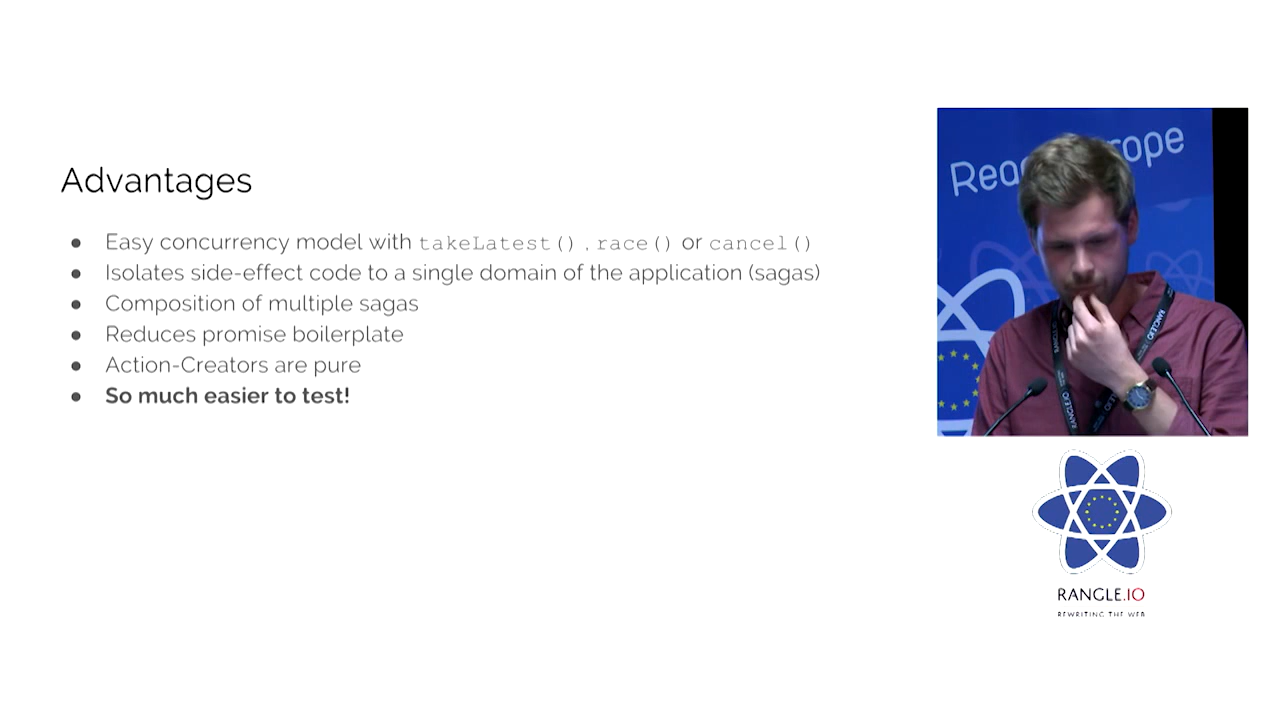 Advantages
● Easy concurrency model with takeLatest(), race() or cancel()
● Isolates side-effect code to a single domain of the application (sagas)
● Composition of multiple sagas
● Reduces promise boilerplate
● Action-Creators are pure
● So much easier to test!
RANGLE.IO
RANGLE.IO
REWRITING THE WEB